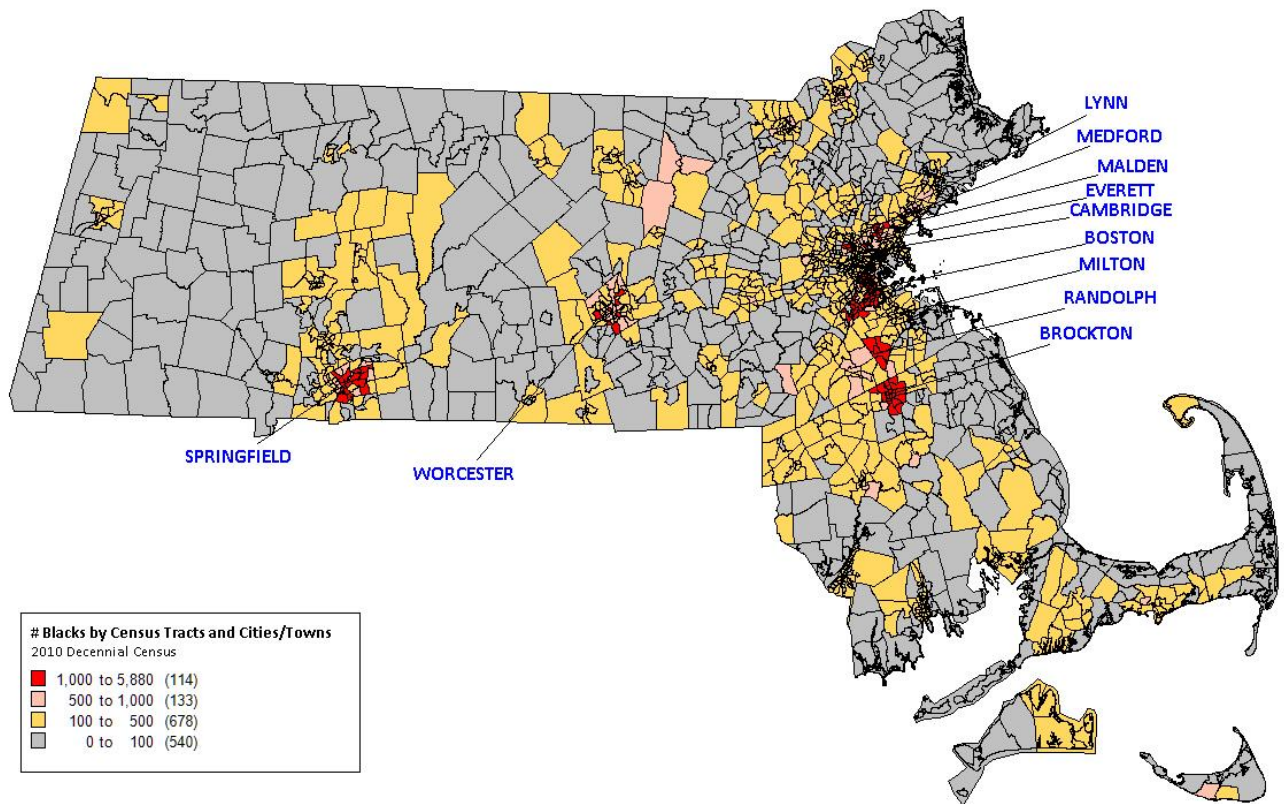 LYNN
MEDFORD
MALDEN
EVERETT
CAMBRIDGE
BOSTON
MILTON
RANDOLPH
BROCKTON
SPRINGFIELD
WORCESTER
# Blacks by Census Tracts and Cities/Towns
2010 Decennial Census
1,000 to 5,880 (114)
500 to 1,000 (133)
100 to 500 (678)
0 to 100 (540)